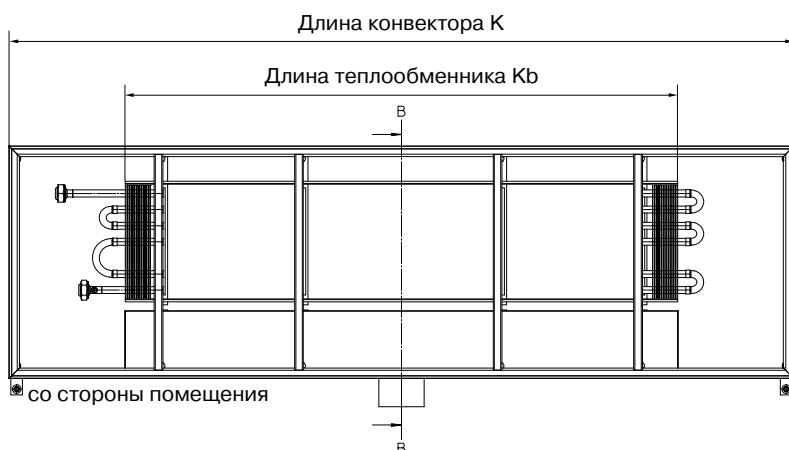 Длина конвектора K
Длина теплообменника Kb
B
со стороны помещения
B